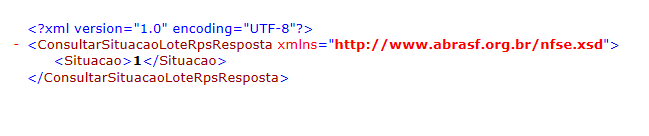 <?xml version="1.0" encoding="UTF-8"?>
- <ConsultarSituacaoLoteRpsResposta xmlns="http://www.abrasf.org.br/nfse.xsd">
<Situacao>1</Situacao>
</ConsultarSituacaoLoteRpsResposta>